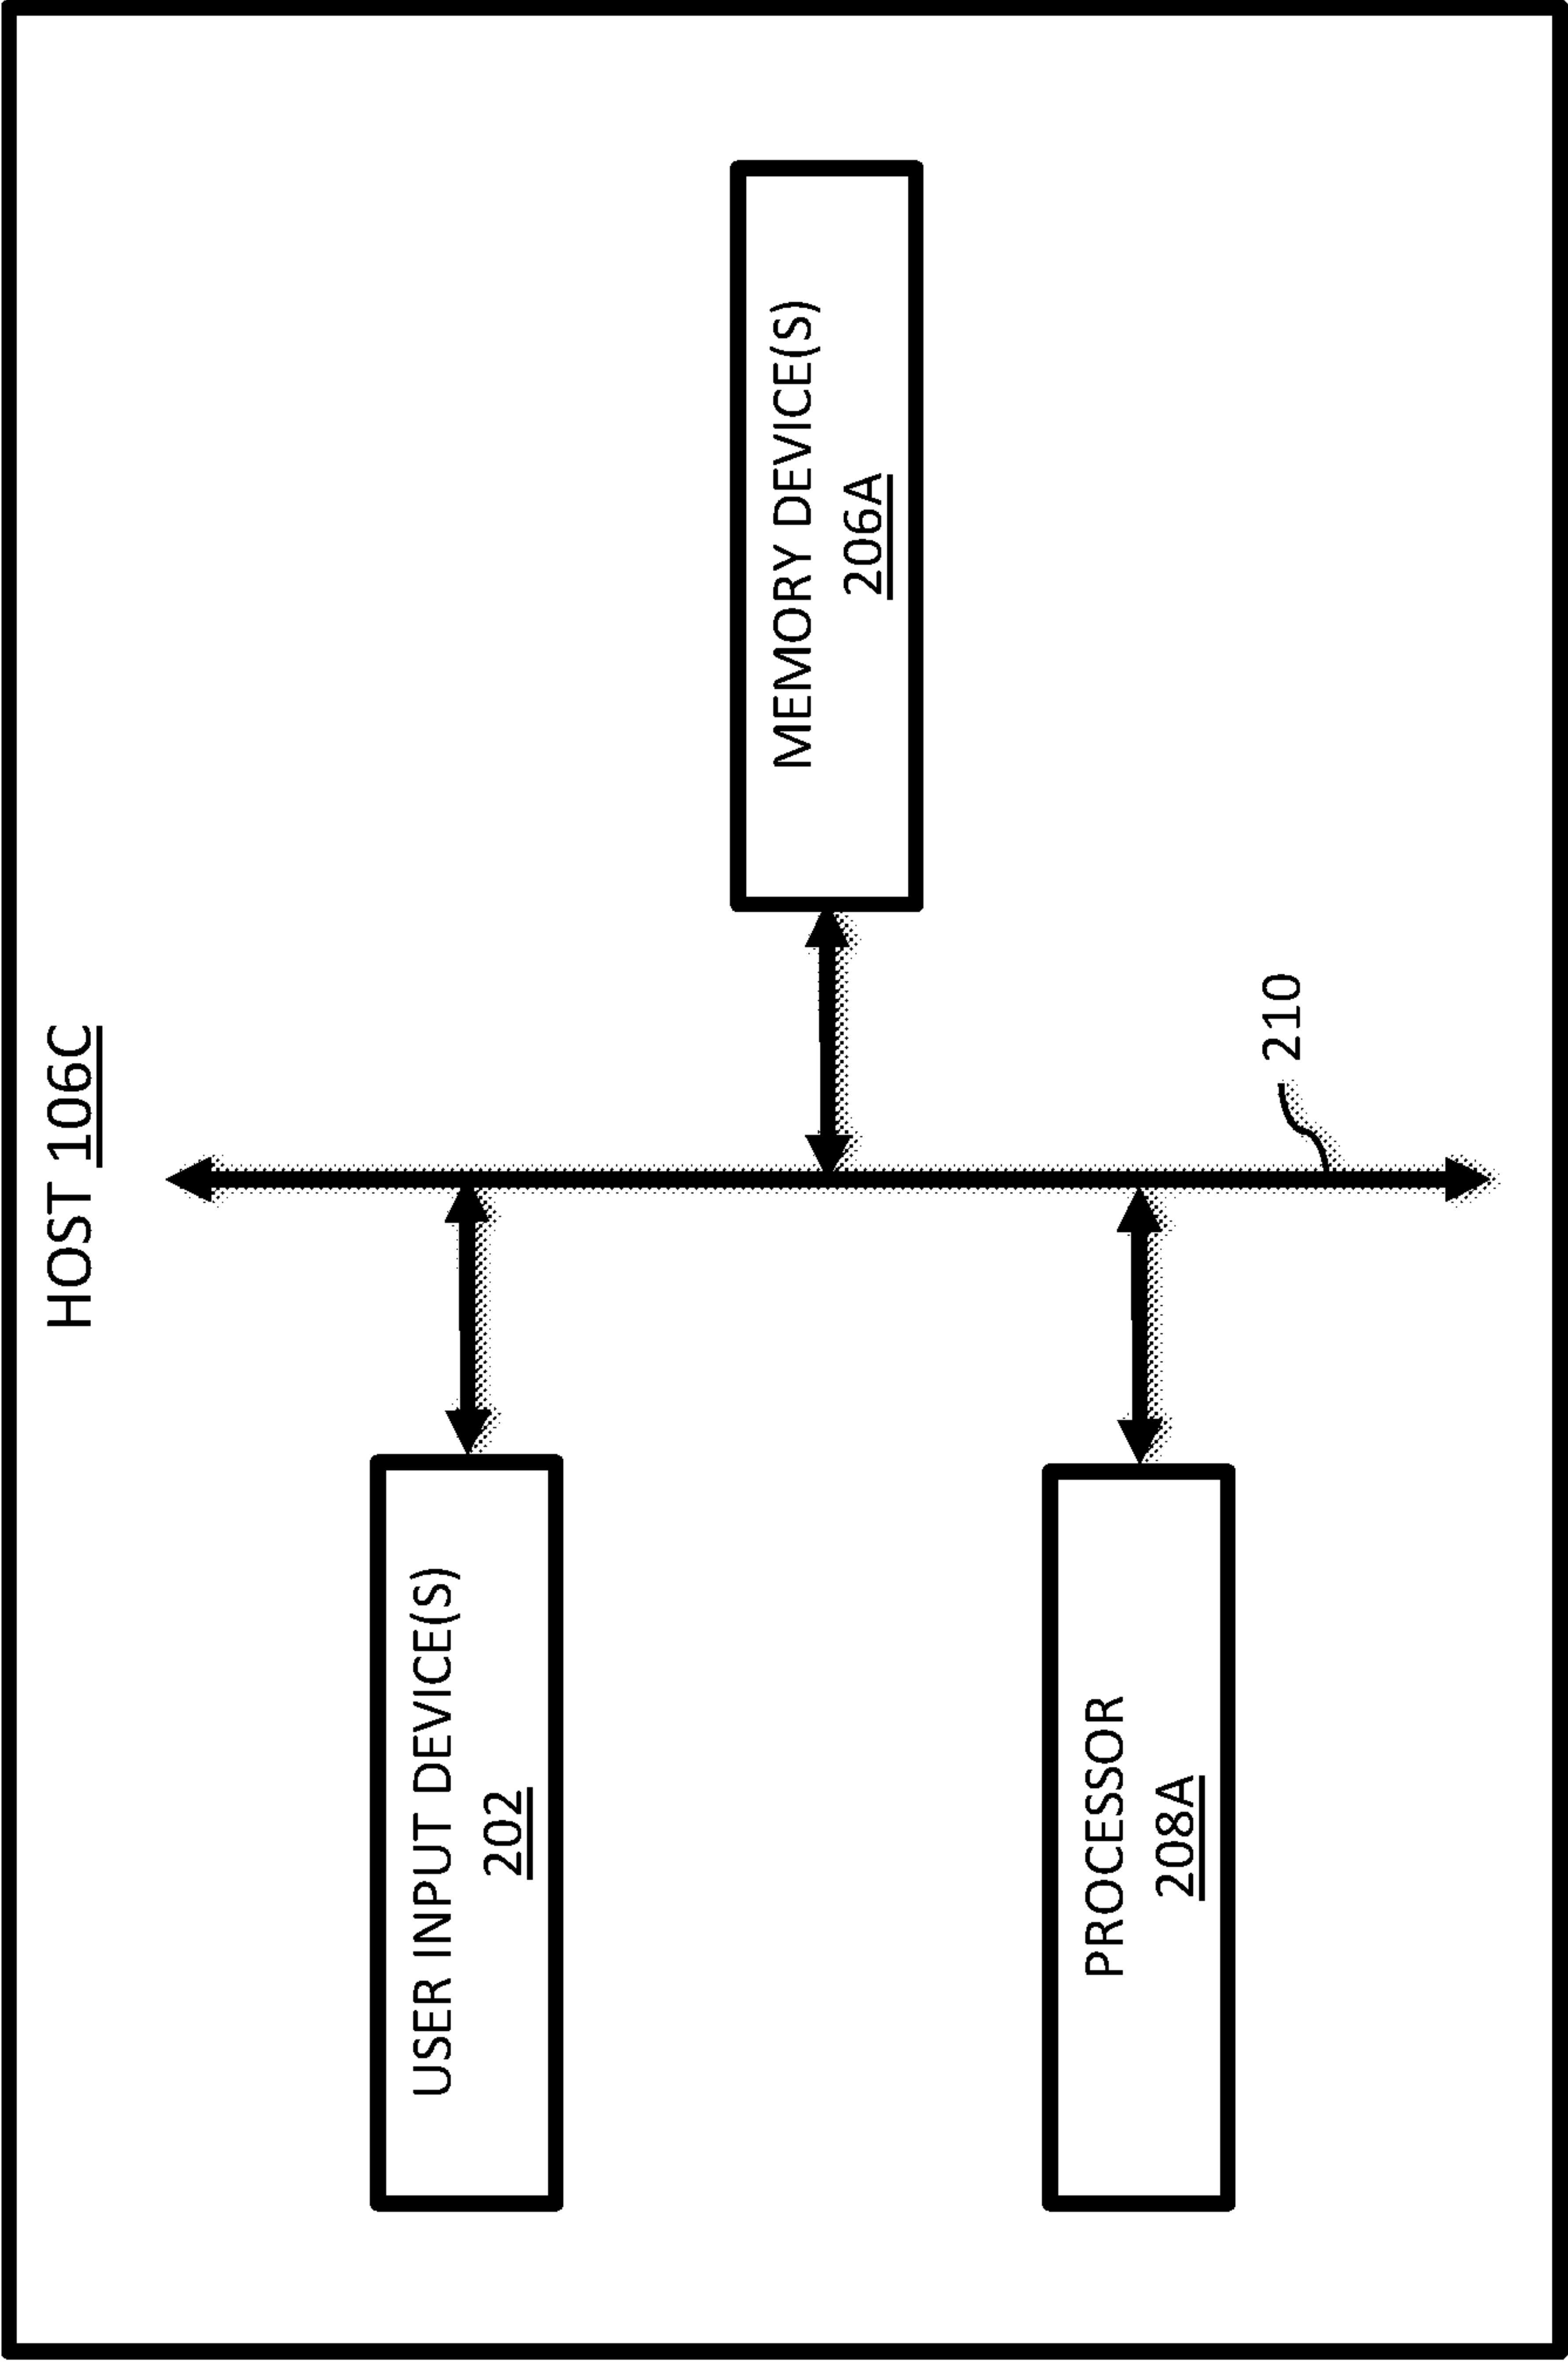 HOST 106C
USER INPUT DEVICE(S)
202
MEMORY DEVICE(S)
206A
PROCESSOR
208A
210